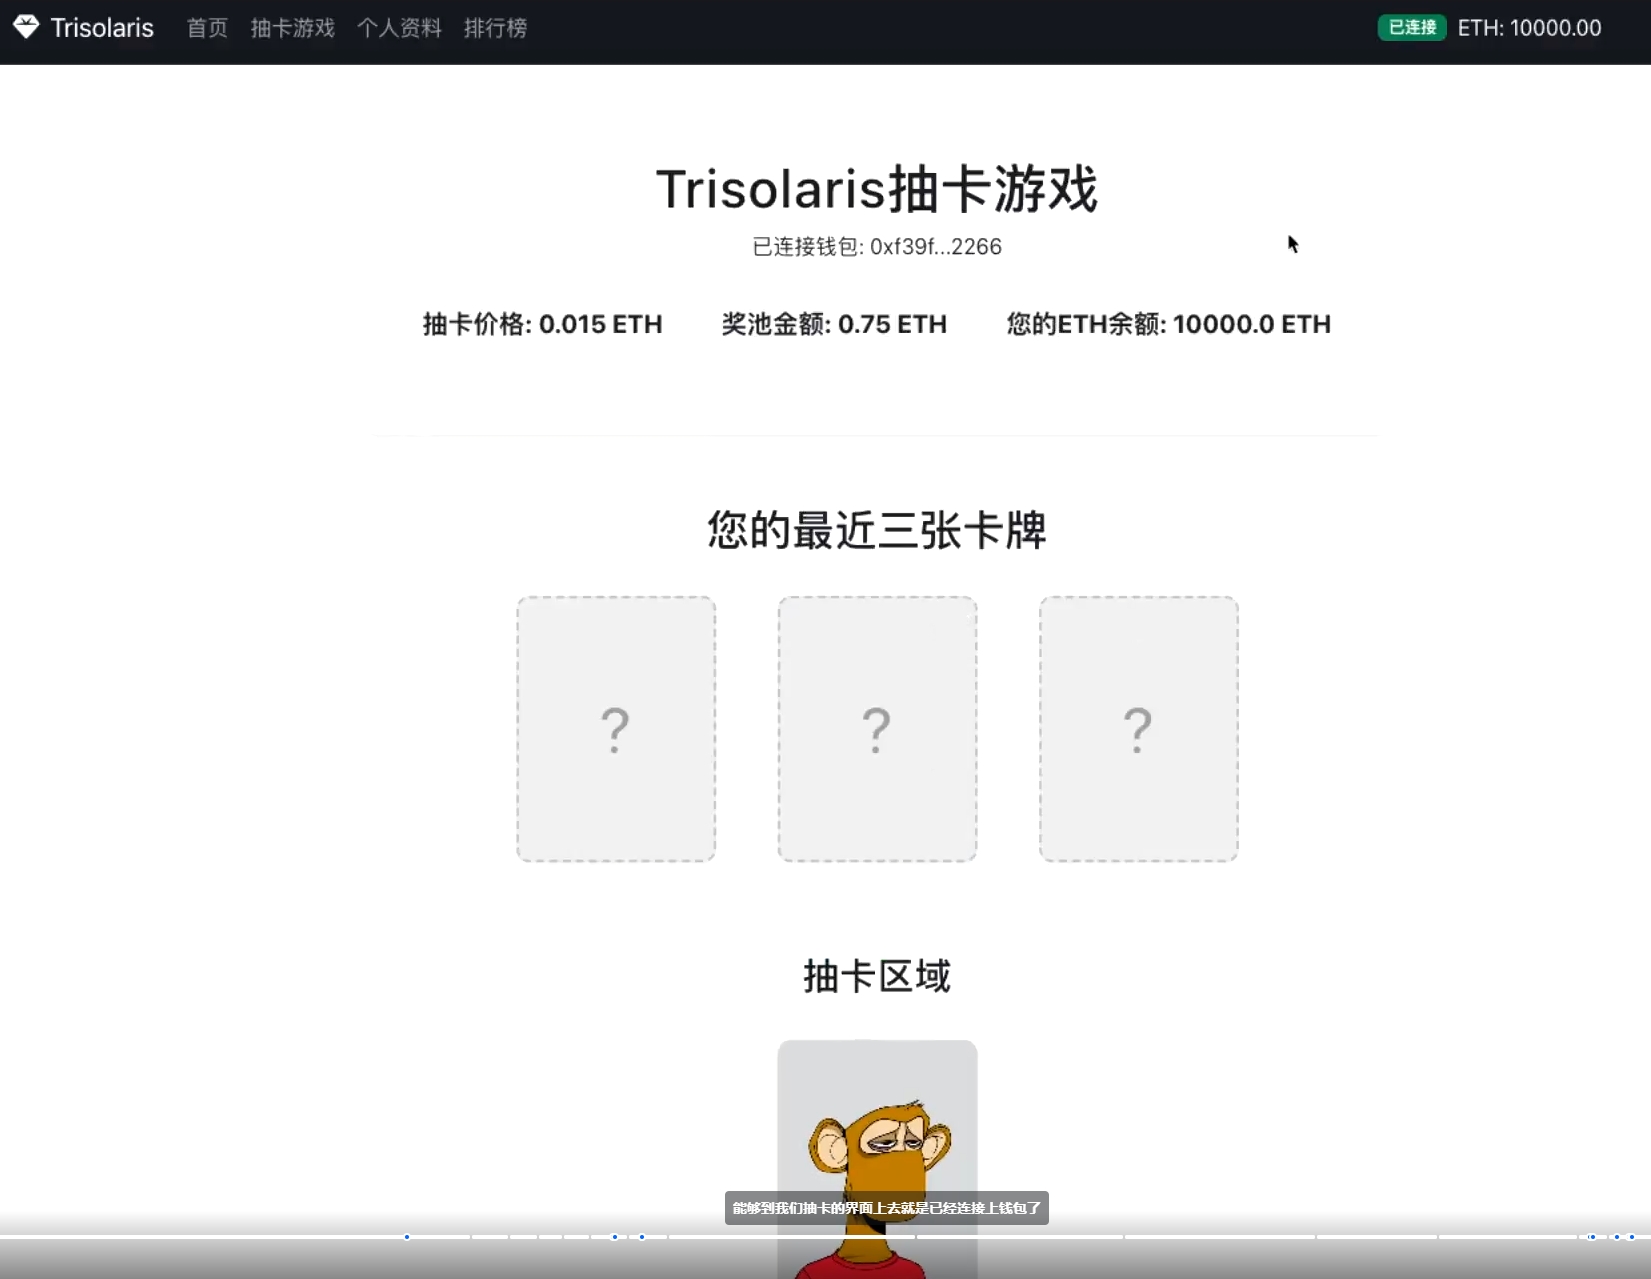 Trisolaris 首页 抽卡游戏 个人资料 排行榜 已连接 ETH: 10000.00
Trisolaris抽卡游戏
已连接钱包: 0xf39f...2266
抽卡价格: 0.015 ETH 奖池金额: 0.75 ETH 您的ETH余额: 10000.0 ETH
您的最近三张卡牌
? ? ?
抽卡区域
能够到我们抽卡的界面上去就是已经连接上钱包了